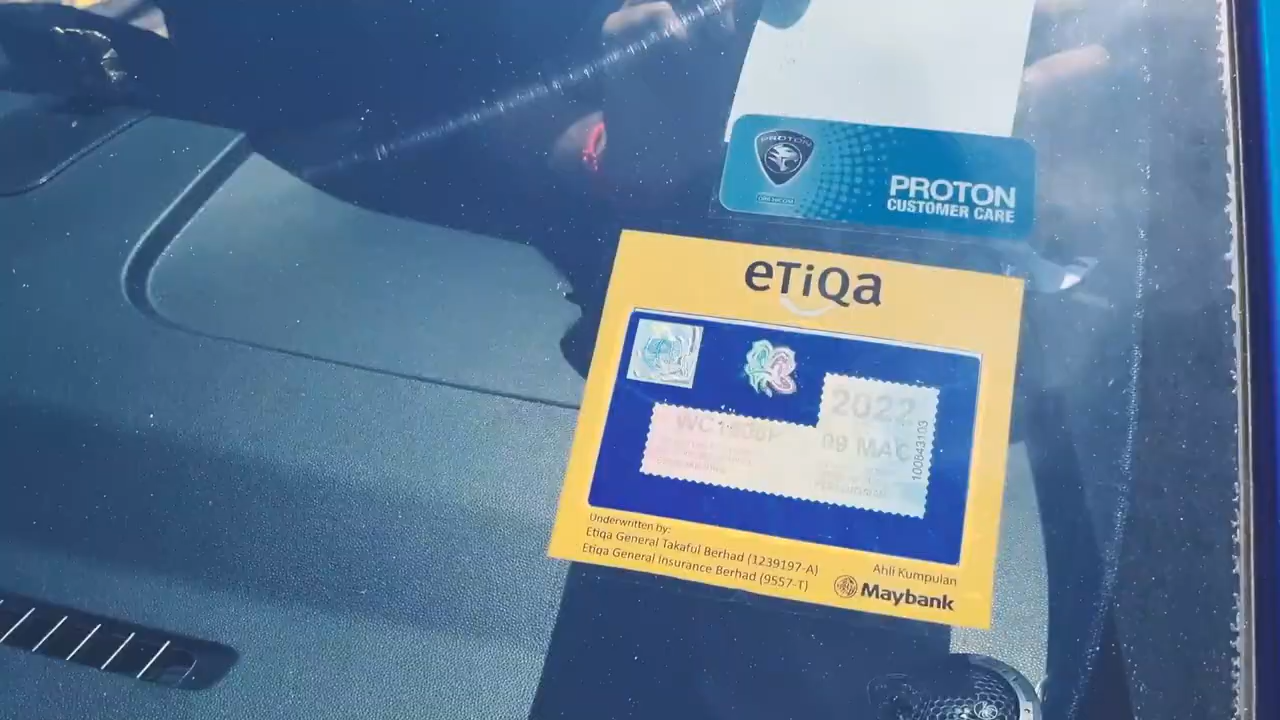 PROTON
PROTON
CUSTOMER CARE
eTiQa
2022
09 MAC
100843103
Underwritten by:
Etiqa General Takaful Berhad (1239197-A)
Etiqa General Insurance Berhad (9557-T)
Ahli Kumpulan
Maybank